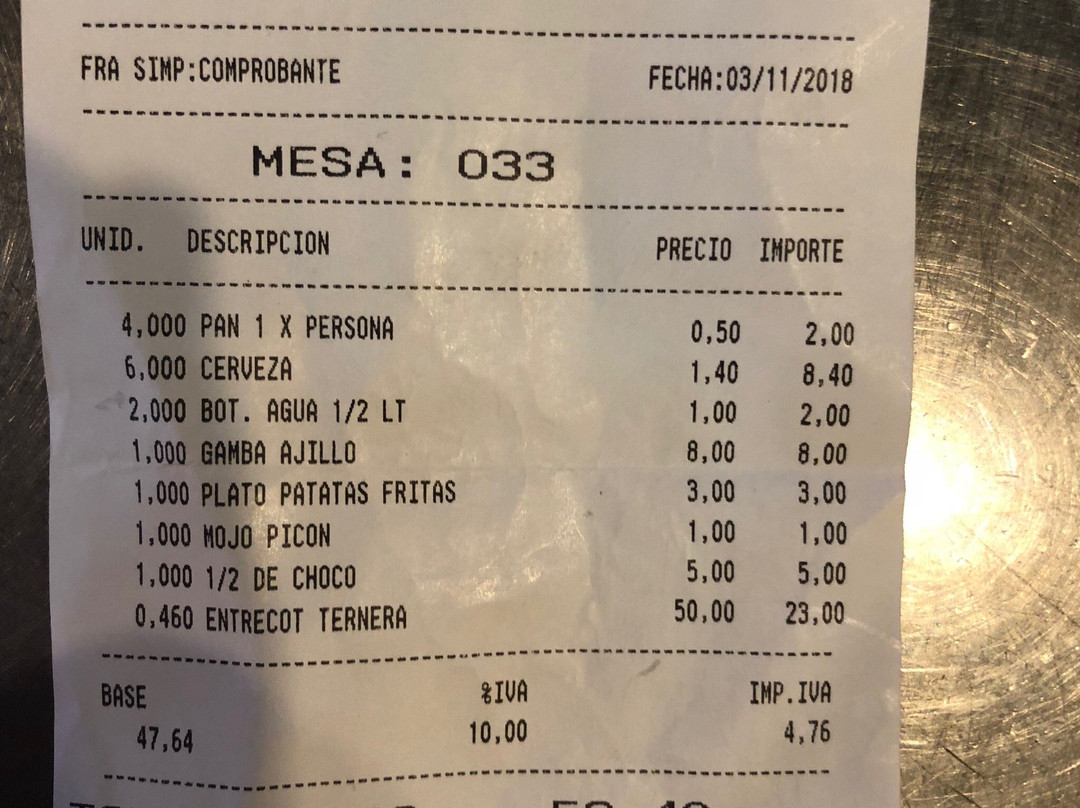 FRA SIMP:COMPROBANTE FECHA:03/11/2018
MESA: 033
UNID. DESCRIPCION PRECIO IMPORTE
4,000 PAN 1 X PERSONA 0,50 2,00
6,000 CERVEZA 1,40 8,40
2,000 BOT. AGUA 1/2 LT 1,00 2,00
1,000 GAMBA AJILLO 8,00 8,00
1,000 PLATO PATATAS FRITAS 3,00 3,00
1,000 MOJO PICON 1,00 1,00
1,000 1/2 DE CHOCO 5,00 5,00
0,460 ENTRECOT TERNERA 50,00 23,00
BASE %IVA IMP.IVA
47,64 10,00 4,76